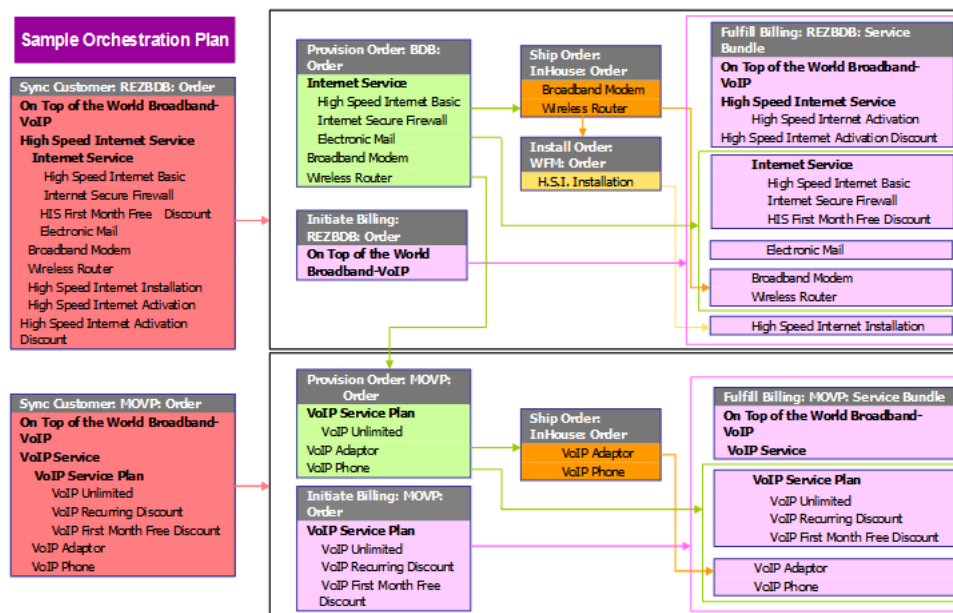 Sample Orchestration Plan
Sync Customer: REZBDB: Order
On Top of the World Broadband-
VoIP
High Speed Internet Service
Internet Service
High Speed Internet Basic
Internet Secure Firewall
HIS First Month Free Discount
Electronic Mail
Broadband Modem
Wireless Router
High Speed Internet Installation
High Speed Internet Activation
High Speed Internet Activation
Discount
Provision Order: BDB:
Order
Internet Service
High Speed Internet Basic
Internet Secure Firewall
Electronic Mail
Broadband Modem
Wireless Router
Initiate Billing:
REZBDB: Order
On Top of the World
Broadband-VoIP
Ship Order:
InHouse: Order
Broadband Modem
Wireless Router
Install Order:
WFM: Order
H.S.I. Installation
Fulfill Billing: REZBDB: Service
Bundle
On Top of the World Broadband-
VoIP
High Speed Internet Service
High Speed Internet Activation
High Speed Internet Activation Discount
Internet Service
High Speed Internet Basic
Internet Secure Firewall
HIS First Month Free Discount
Electronic Mail
Broadband Modem
Wireless Router
High Speed Internet Installation
Sync Customer: MOVP: Order
On Top of the World Broadband-
VoIP
VoIP Service
VoIP Service Plan
VoIP Unlimited
VoIP Recurring Discount
VoIP First Month Free Discount
VoIP Adaptor
VoIP Phone
Provision Order: MOVP:
Order
VoIP Service Plan
VoIP Unlimited
VoIP Adaptor
VoIP Phone
Initiate Billing: MOVP:
Order
VoIP Service Plan
VoIP Unlimited
VoIP Recurring Discount
VoIP First Month Free
Discount
Ship Order:
InHouse: Order
VoIP Adaptor
VoIP Phone
Fulfill Billing: MOVP: Service Bundle
On Top of the World Broadband-
VoIP
VoIP Service
VoIP Service Plan
VoIP Unlimited
VoIP Recurring Discount
VoIP First Month Free Discount
VoIP Adaptor
VoIP Phone